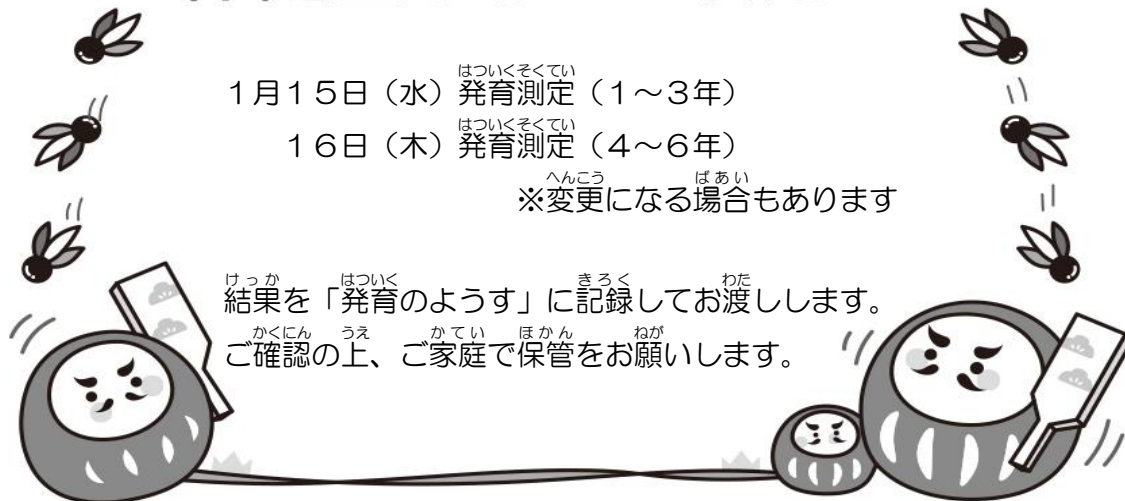 1月15日（水）発育測定（1～3年）
16日（木）発育測定（4～6年）
※変更になる場合もあります
結果を「発育のようす」に記録してお渡しします。
ご確認の上、ご家庭で保管をお願いします。